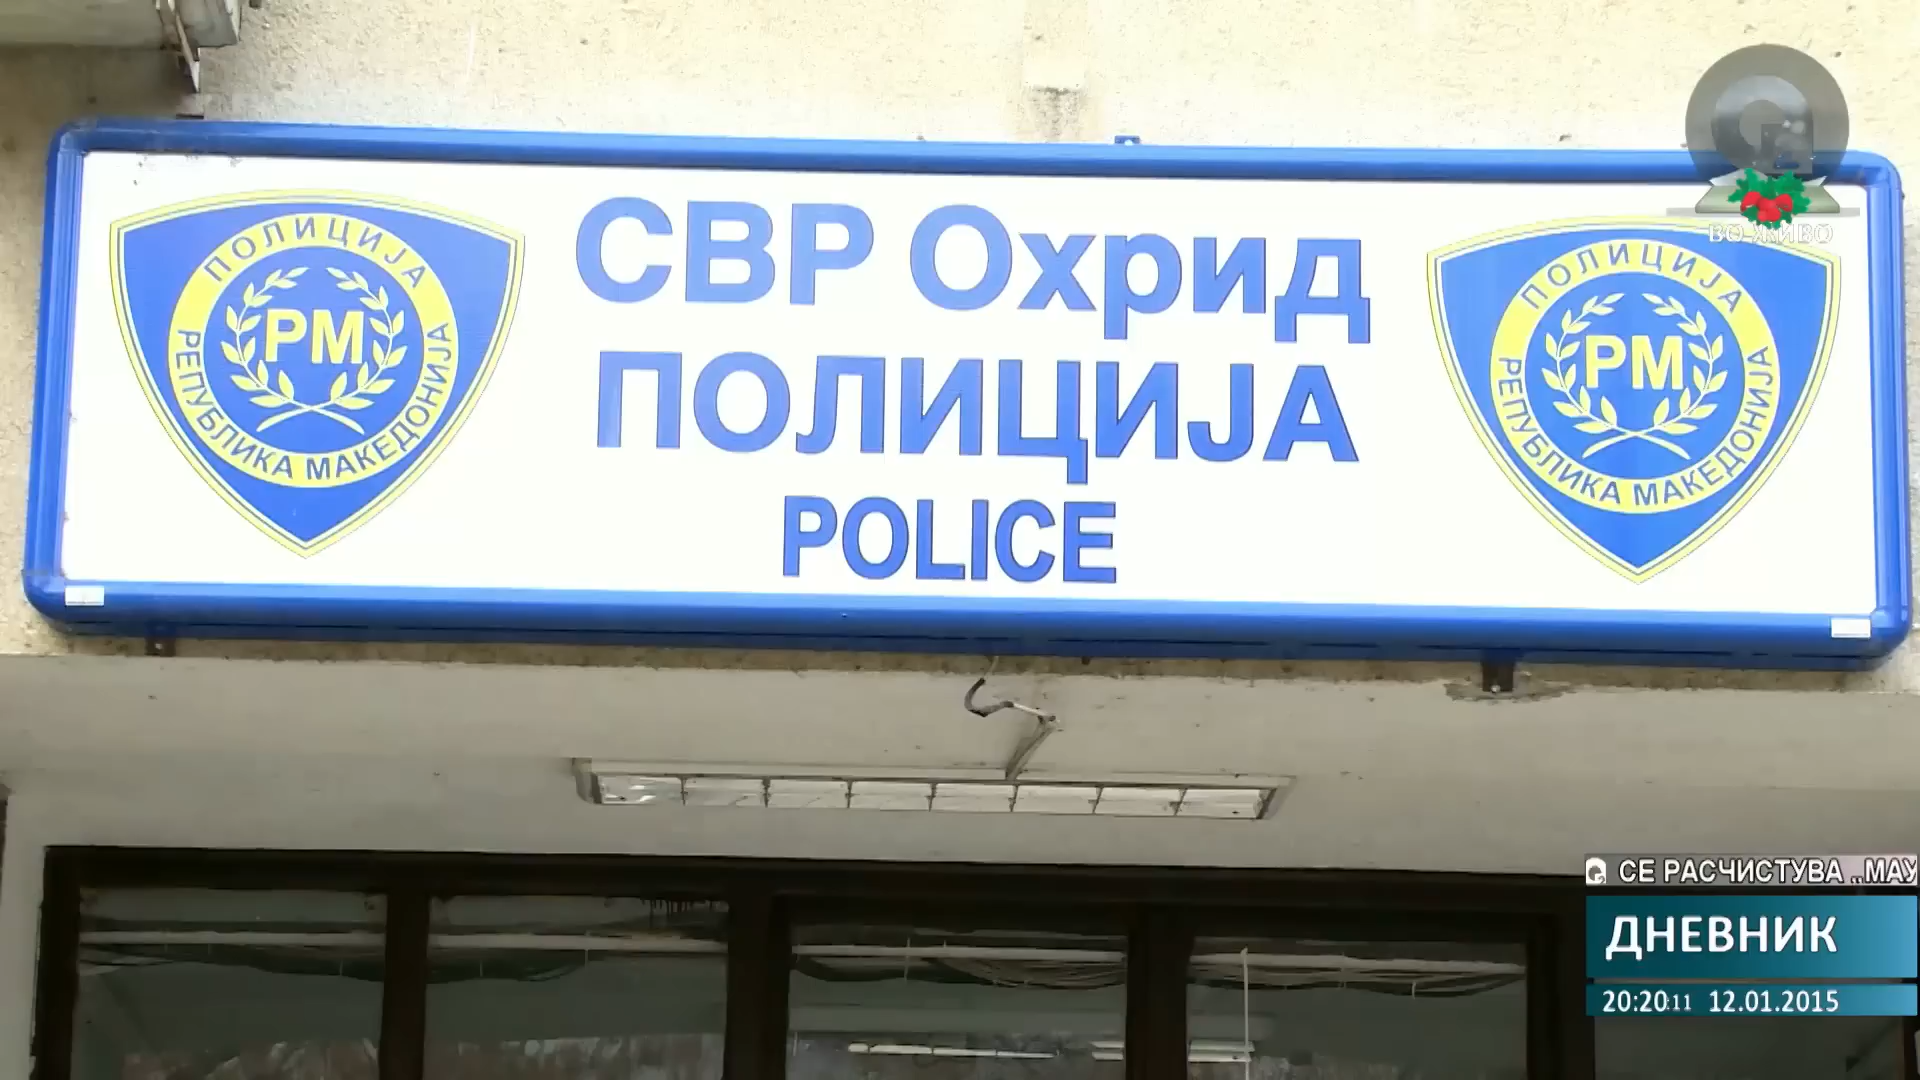 ВО ЖИВО
ПОЛИЦИЈА
РМ
РЕПУБЛИКА МАКЕДОНИЈА
СВР Охрид
ПОЛИЦИЈА
POLICE
ПОЛИЦИЈА
РМ
РЕПУБЛИКА МАКЕДОНИЈА
СЕ РАСЧИСТУВА „МАУ
ДНЕВНИК
20:20:11 12.01.2015